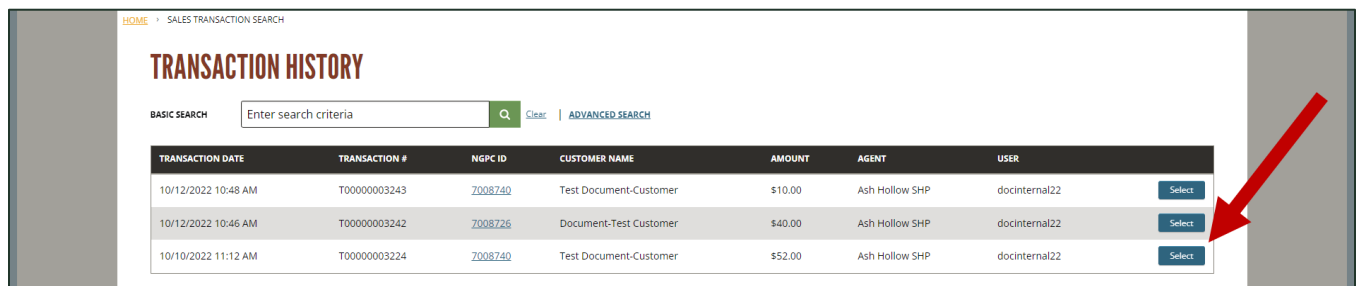 HOME › SALES TRANSACTION SEARCH
TRANSACTION HISTORY
BASIC SEARCH Enter search criteria Clear | ADVANCED SEARCH
TRANSACTION DATE TRANSACTION # NGPC ID CUSTOMER NAME AMOUNT AGENT USER
10/12/2022 10:48 AM T00000003243 7008740 Test Document-Customer $10.00 Ash Hollow SHP docinternal22 Select
10/12/2022 10:46 AM T00000003242 7008726 Document-Test Customer $40.00 Ash Hollow SHP docinternal22 Select
10/10/2022 11:12 AM T00000003224 7008740 Test Document-Customer $52.00 Ash Hollow SHP docinternal22 Select